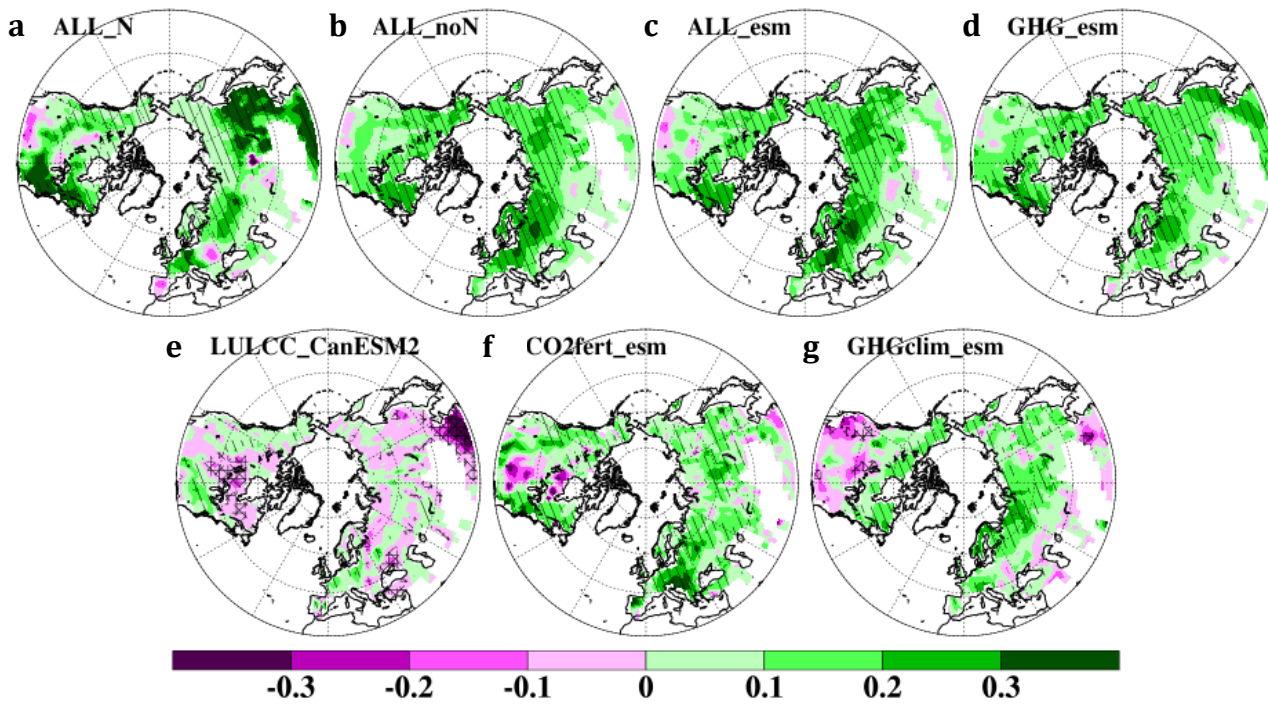 a ALL_N b ALL_noN c ALL_esm d GHG_esm
e LULCC_CanESM2 f CO2fert_esm g GHGclim_esm
-0.3 -0.2 -0.1 0 0.1 0.2 0.3